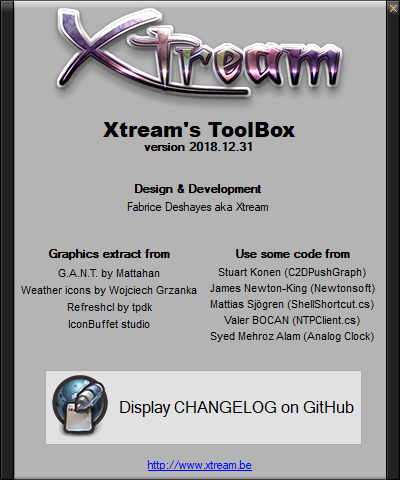 Xtream
Xtream's ToolBox
version 2018.12.31
Design & Development
Fabrice Deshayes aka Xtream
Graphics extract from
G.A.N.T. by Mattahan
Weather icons by Wojciech Grzanka
Refreshcl by tpdk
IconBuffet studio
Use some code from
Stuart Konen (C2DPushGraph)
James Newton-King (Newtonsoft)
Mattias Sjögren (ShellShortcut.cs)
Valer BOCAN (NTPClient.cs)
Syed Mehroz Alam (Analog Clock)
Display CHANGELOG on GitHub
http://www.xtream.be